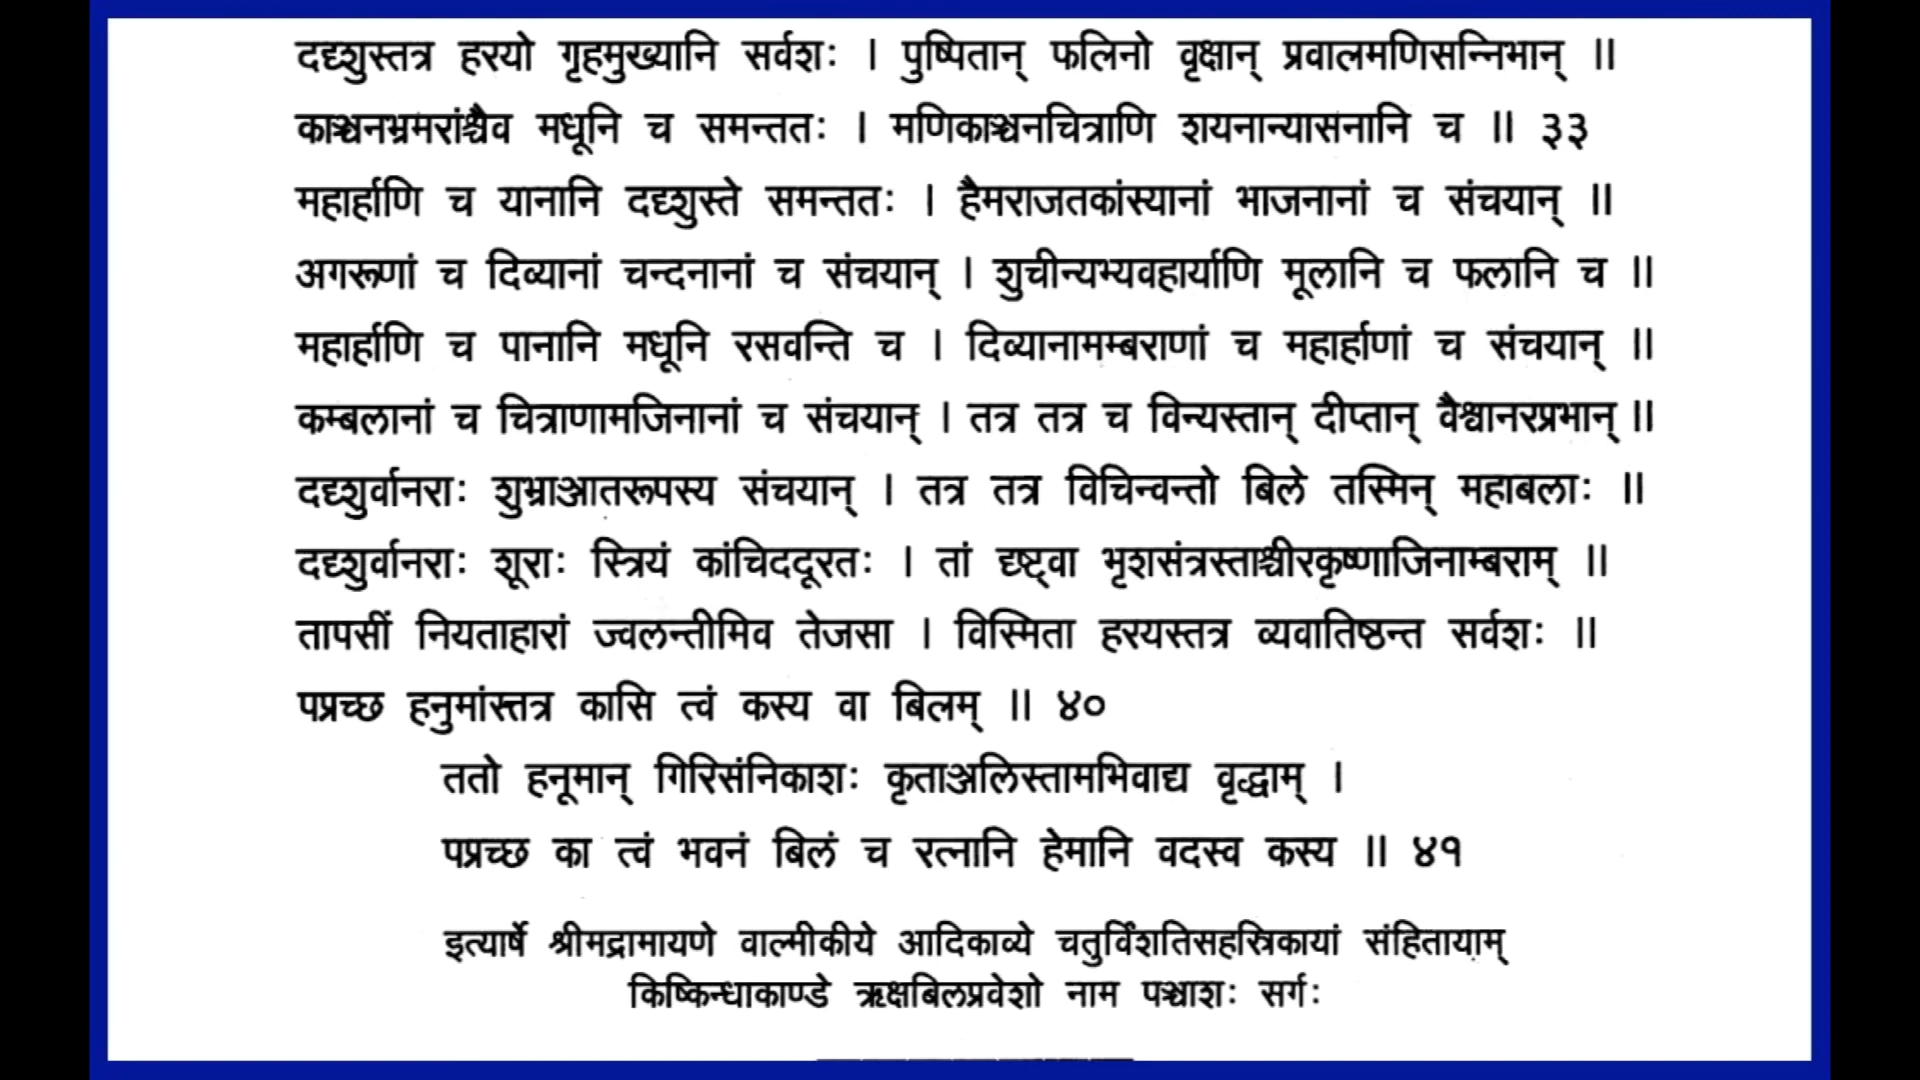 ददृशुस्तत्र हरयो गृहमुख्यानि सर्वशः । पुष्पितान् फलिनो वृक्षान् प्रवालमणिसन्निभान् ॥
काञ्चनभ्रमरांश्चैव मधूनि च समन्ततः । मणिकाञ्चनचित्राणि शयनान्यासनानि च ॥ ३३
महार्हाणि च यानानि ददृशुस्ते समन्ततः । हैमराजतकांस्यानां भाजनानां च संचयान् ॥
अगरूणां च दिव्यानां चन्दनानां च संचयान् । शुचीन्यभ्यवहार्याणि मूलानि च फलानि च ॥
महार्हाणि च पानानि मधूनि रसवन्ति च । दिव्यानामम्बराणां च महार्हाणां च संचयान् ॥
कम्बलानां च चित्राणामजिनानां च संचयान् । तत्र तत्र च विन्यस्तान् दीप्तान् वैश्वानरप्रभान् ॥
ददृशुर्वानराः शुभ्राञ्जातरूपस्य संचयान् । तत्र तत्र विचिन्वन्तो बिले तस्मिन् महाबलाः ॥
ददृशुर्वानराः शूराः स्त्रियं कांचिददूरतः । तां दृष्ट्वा भृशसंत्रस्ताश्चीरकृष्णाजिनाम्बराम् ॥
तापसीं नियताहारां ज्वलन्तीमिव तेजसा । विस्मिता हरयस्तत्र व्यवातिष्ठन्त सर्वशः ॥
पप्रच्छ हनुमांस्तत्र कासि त्वं कस्य वा बिलम् ॥ ४०
ततो हनूमान् गिरिसंनिकाशः कृताञ्जलिस्तामभिवाद्य वृद्धाम् ।
पप्रच्छ का त्वं भवनं बिलं च रत्नानि हेमानि वदस्व कस्य ॥ ४१
इत्यार्षे श्रीमद्रामायणे वाल्मीकीये आदिकाव्ये चतुर्विंशतिसहस्रिकायां संहितायाम्
किष्किन्धाकाण्डे ऋक्षबिलप्रवेशो नाम पञ्चाशः सर्गः